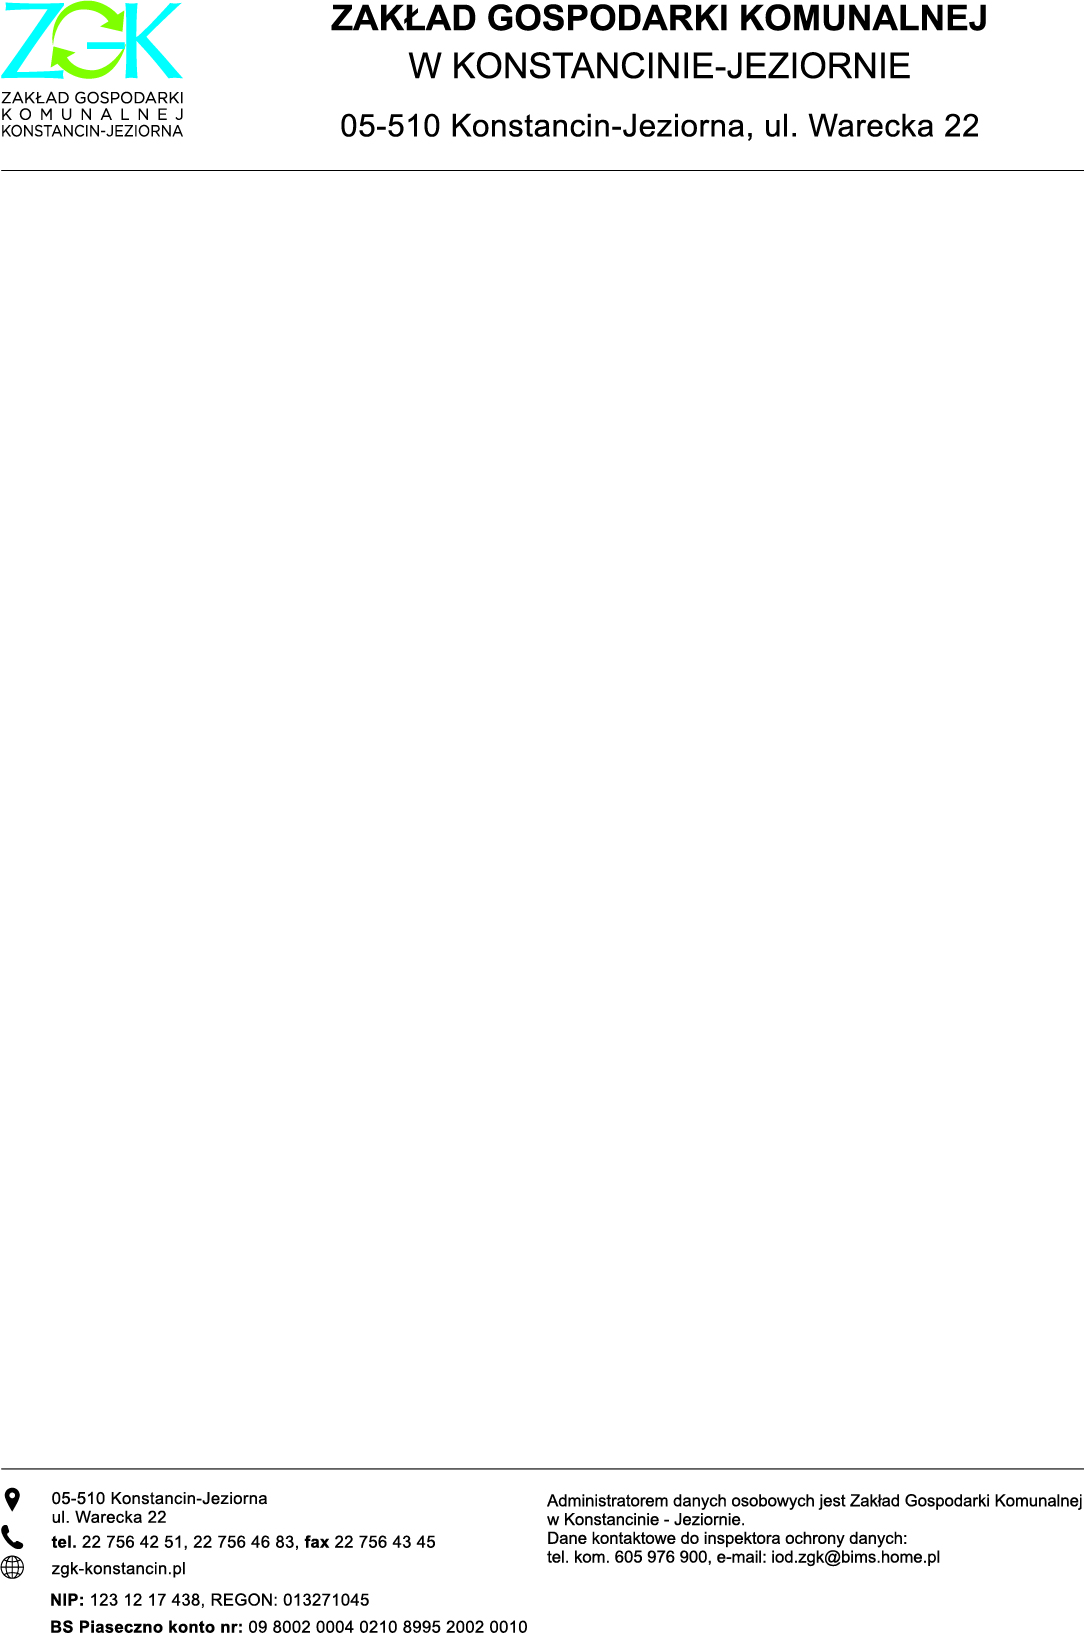 ZGK
ZAKŁAD GOSPODARKI
KOMUNALNEJ
KONSTANCIN-JEZIORNA
ZAKŁAD GOSPODARKI KOMUNALNEJ
W KONSTANCINIE-JEZIORNIE
05-510 Konstancin-Jeziorna, ul. Warecka 22
05-510 Konstancin-Jeziorna
ul. Warecka 22
tel. 22 756 42 51, 22 756 46 83, fax 22 756 43 45
zgk-konstancin.pl
NIP: 123 12 17 438, REGON: 013271045
BS Piaseczno konto nr: 09 8002 0004 0210 8995 2002 0010
Administratorem danych osobowych jest Zakład Gospodarki Komunalnej
w Konstancinie - Jeziornie.
Dane kontaktowe do inspektora ochrony danych:
tel. kom. 605 976 900, e-mail: iod.zgk@bims.home.pl